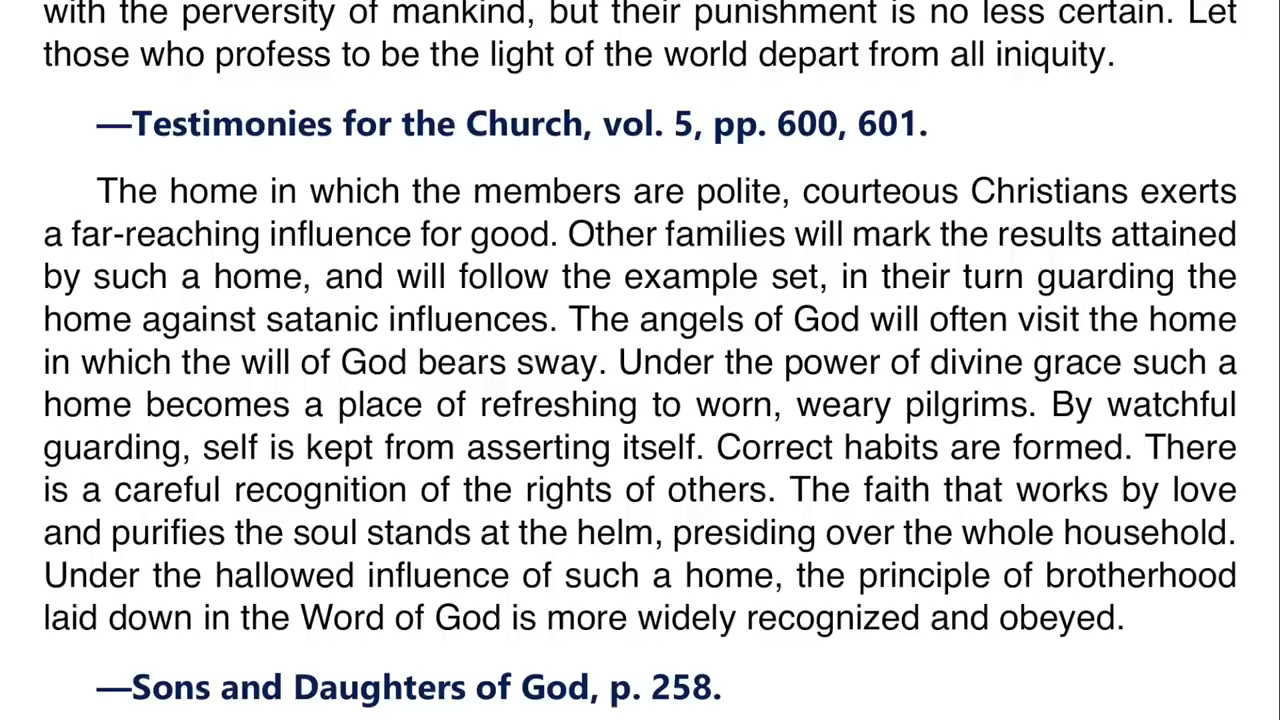 with the perversity of mankind, but their punishment is no less certain. Let
those who profess to be the light of the world depart from all iniquity.
—Testimonies for the Church, vol. 5, pp. 600, 601.
The home in which the members are polite, courteous Christians exerts
a far-reaching influence for good. Other families will mark the results attained
by such a home, and will follow the example set, in their turn guarding the
home against satanic influences. The angels of God will often visit the home
in which the will of God bears sway. Under the power of divine grace such a
home becomes a place of refreshing to worn, weary pilgrims. By watchful
guarding, self is kept from asserting itself. Correct habits are formed. There
is a careful recognition of the rights of others. The faith that works by love
and purifies the soul stands at the helm, presiding over the whole household.
Under the hallowed influence of such a home, the principle of brotherhood
laid down in the Word of God is more widely recognized and obeyed.
—Sons and Daughters of God, p. 258.